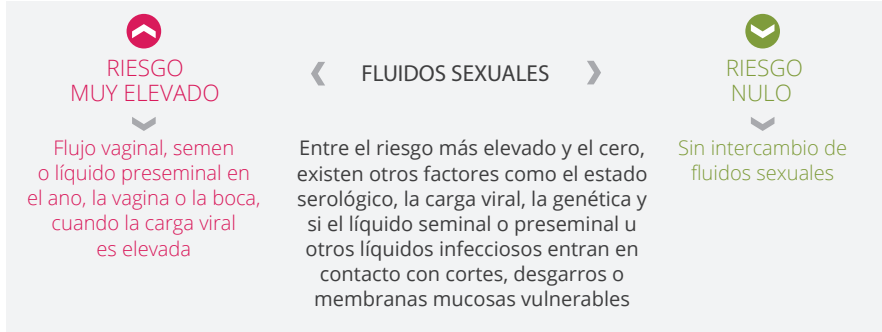 RIESGO
MUY ELEVADO
Flujo vaginal, semen
o líquido preseminal en
el ano, la vagina o la boca,
cuando la carga viral
es elevada
FLUIDOS SEXUALES
Entre el riesgo más elevado y el cero,
existen otros factores como el estado
serológico, la carga viral, la genética y
si el líquido seminal o preseminal u
otros líquidos infecciosos entran en
contacto con cortes, desgarros o
membranas mucosas vulnerables
RIESGO
NULO
Sin intercambio de
fluidos sexuales